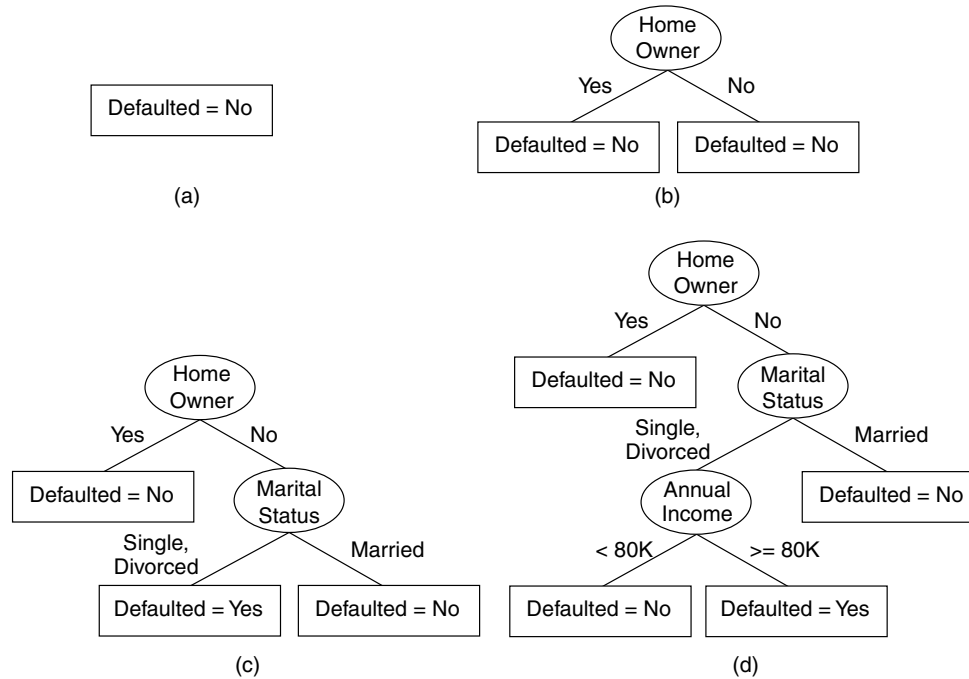 Defaulted = No
(a)
Home
Owner
Yes
No
Defaulted = No
Defaulted = No
(b)
Home
Owner
Yes
No
Defaulted = No
Marital
Status
Single,
Divorced
Married
Defaulted = Yes
Defaulted = No
(c)
Home
Owner
Yes
No
Defaulted = No
Marital
Status
Single,
Divorced
Married
Annual
Income
Defaulted = No
< 80K
>= 80K
Defaulted = No
Defaulted = Yes
(d)